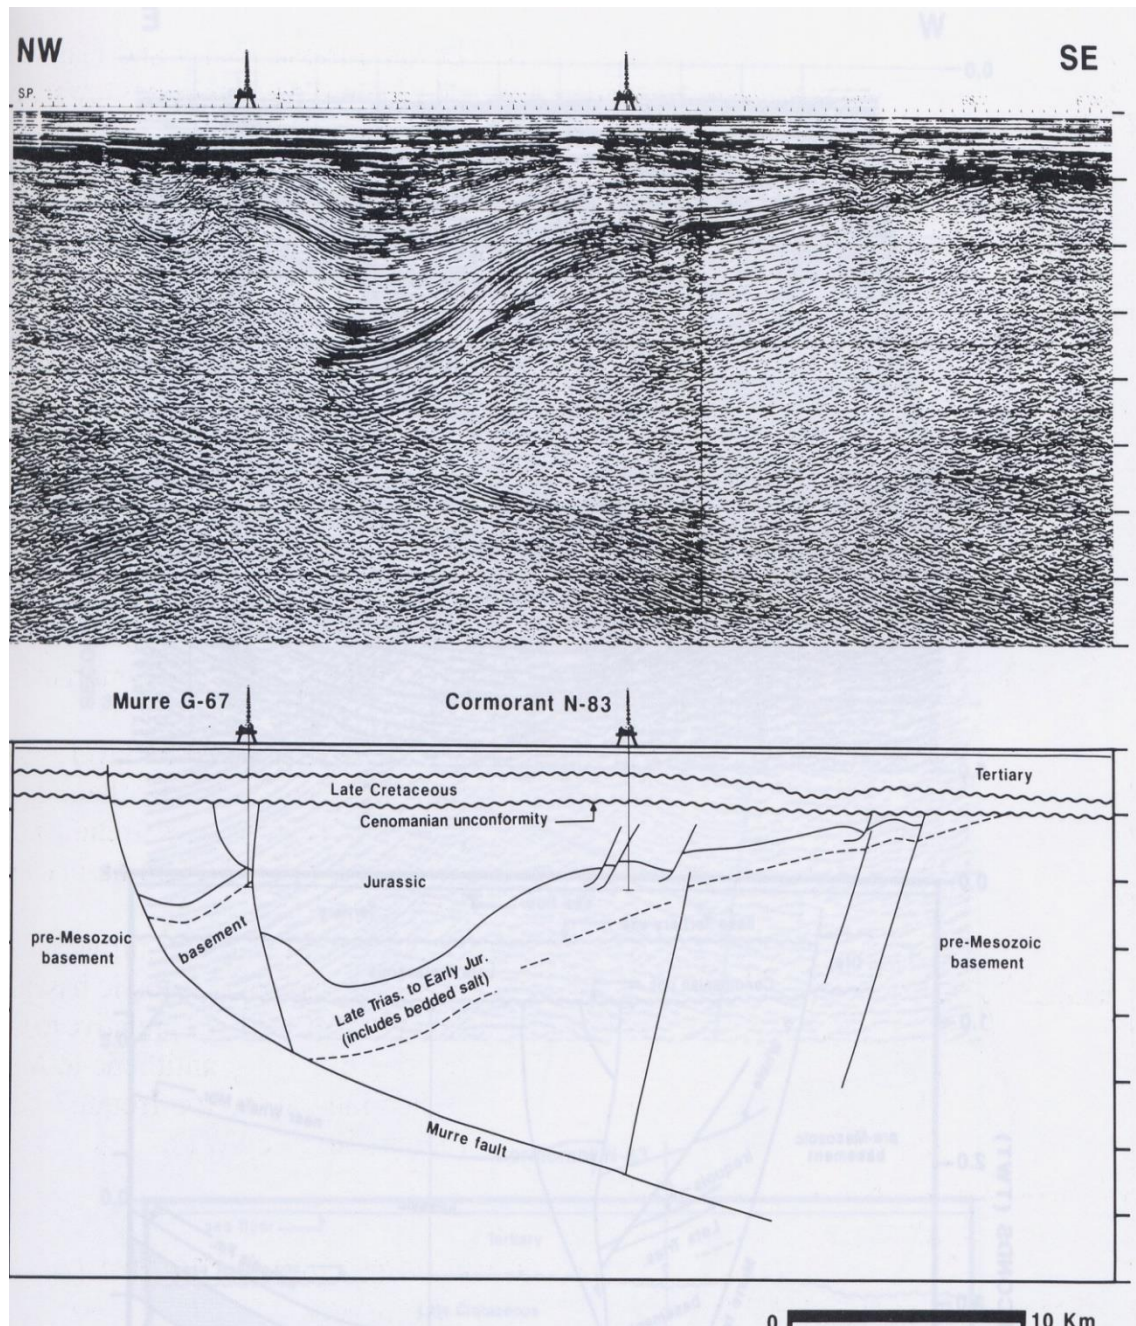 NW
SE
S.P.
Murre G-67
Cormorant N-83
Tertiary
Late Cretaceous
Cenomanian unconformity
Jurassic
pre-Mesozoic
basement
basement
Late Trias. to Early Jur.
(includes bedded salt)
pre-Mesozoic
basement
Murre fault
0
10 Km